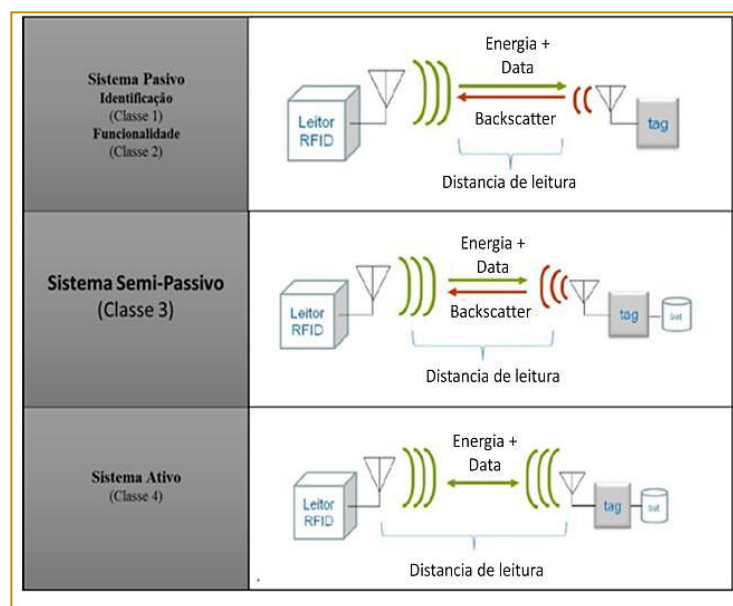 Sistema Pasivo
Identificação
(Classe 1)
Funcionalidade
(Classe 2)
Energia +
Data
Leitor
RFID
Backscatter
tag
Distancia de leitura
Sistema Semi-Passivo
(Classe 3)
Energia +
Data
Leitor
RFID
Backscatter
tag
bat
Distancia de leitura
Sistema Ativo
(Classe 4)
Energia +
Data
Leitor
RFID
tag
bat
Distancia de leitura